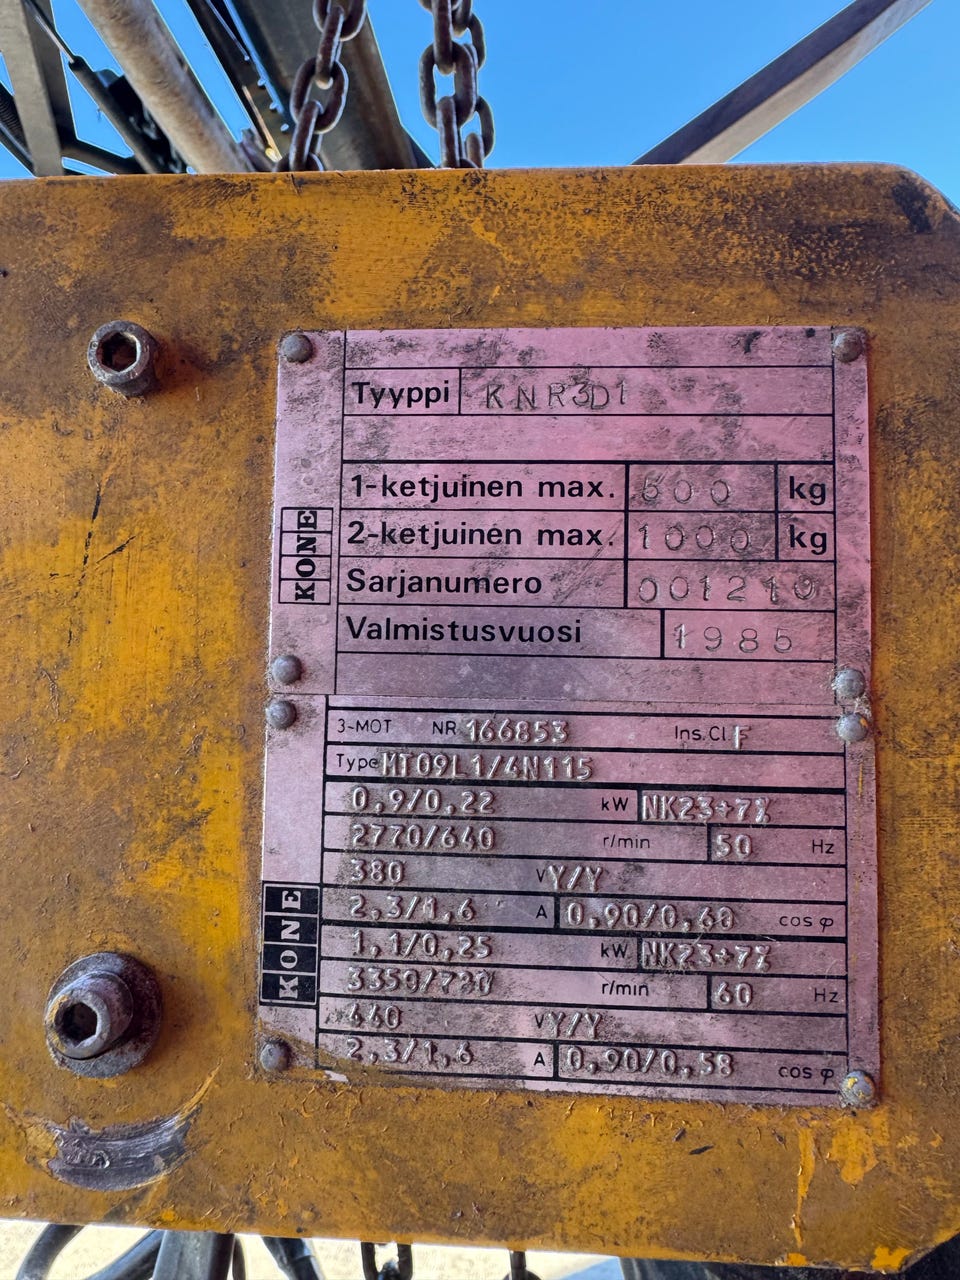 KONE
Tyyppi KNR3D1
1-ketjuinen max. 500 kg
2-ketjuinen max. 1000 kg
Sarjanumero 001219
Valmistusvuosi 1985
KONE
3-MOT NR 166853 Ins.Cl. F
Type MT09L1/4N115
0,9/0,22 kW NK23+7%
2770/640 r/min 50 Hz
380 V Y/Y
2,3/1,6 A 0,90/0,60 cos φ
1,1/0,25 kW NK23+7%
3350/780 r/min 60 Hz
440 V Y/Y
2,3/1,6 A 0,90/0,58 cos φ